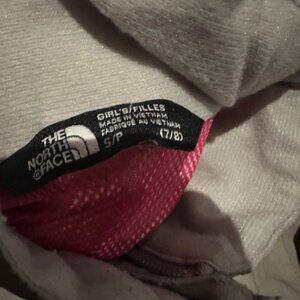 THE
NORTH
FACE
GIRL'S/FILLES
MADE IN VIETNAM
FABRIQUÉ AU VIETNAM
S/P (7/8)